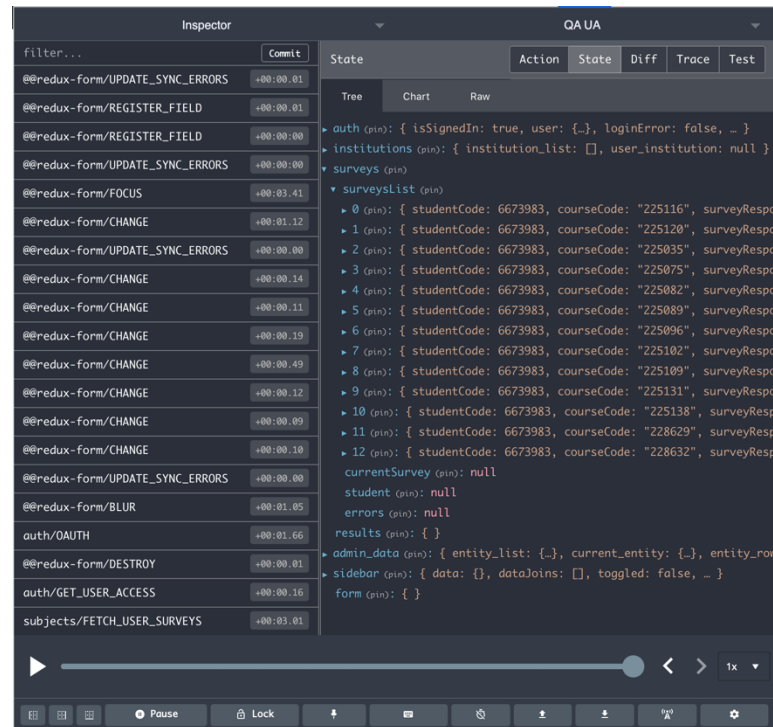 Inspector
QA UA
filter...
Commit
@@redux-form/UPDATE_SYNC_ERRORS +00:00.01
@@redux-form/REGISTER_FIELD +00:00.01
@@redux-form/REGISTER_FIELD +00:00:00
@@redux-form/UPDATE_SYNC_ERRORS +00:00:00
@@redux-form/FOCUS +00:03.41
@@redux-form/CHANGE +00:01.12
@@redux-form/UPDATE_SYNC_ERRORS +00:00.00
@@redux-form/CHANGE +00:00.14
@@redux-form/CHANGE +00:00.11
@@redux-form/CHANGE +00:00.19
@@redux-form/CHANGE +00:00.49
@@redux-form/CHANGE +00:00.12
@@redux-form/CHANGE +00:00.09
@@redux-form/CHANGE +00:00.10
@@redux-form/UPDATE_SYNC_ERRORS +00:00.00
@@redux-form/BLUR +00:01.05
auth/OAUTH +00:01.66
@@redux-form/DESTROY +00:00.01
auth/GET_USER_ACCESS +00:00.16
subjects/FETCH_USER_SURVEYS +00:03.01
State
Action State Diff Trace Test
Tree Chart Raw
auth (pin): { isSignedIn: true, user: {…}, loginError: false, … }
institutions (pin): { institution_list: [], user_institution: null }
surveys (pin)
surveysList (pin)
0 (pin): { studentCode: 6673983, courseCode: "225116", surveyRespo
1 (pin): { studentCode: 6673983, courseCode: "225120", surveyRespo
2 (pin): { studentCode: 6673983, courseCode: "225035", surveyRespo
3 (pin): { studentCode: 6673983, courseCode: "225075", surveyRespo
4 (pin): { studentCode: 6673983, courseCode: "225082", surveyRespo
5 (pin): { studentCode: 6673983, courseCode: "225089", surveyRespo
6 (pin): { studentCode: 6673983, courseCode: "225096", surveyRespo
7 (pin): { studentCode: 6673983, courseCode: "225102", surveyRespo
8 (pin): { studentCode: 6673983, courseCode: "225109", surveyRespo
9 (pin): { studentCode: 6673983, courseCode: "225131", surveyRespo
10 (pin): { studentCode: 6673983, courseCode: "225138", surveyResp
11 (pin): { studentCode: 6673983, courseCode: "228629", surveyResp
12 (pin): { studentCode: 6673983, courseCode: "228632", surveyResp
currentSurvey (pin): null
student (pin): null
errors (pin): null
results (pin): { }
admin_data (pin): { entity_list: {…}, current_entity: {…}, entity_row
sidebar (pin): { data: {}, dataJoins: [], toggled: false, … }
form (pin): { }
1x
Pause
Lock